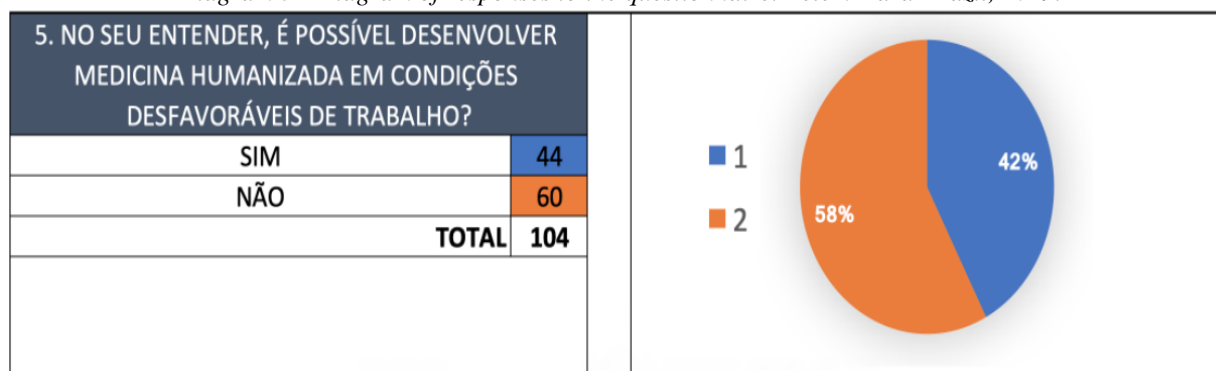 5. NO SEU ENTENDER, É POSSÍVEL DESENVOLVER
MEDICINA HUMANIZADA EM CONDIÇÕES
DESFAVORÁVEIS DE TRABALHO?
SIM 44
NÃO 60
TOTAL 104
1
2
42%
58%